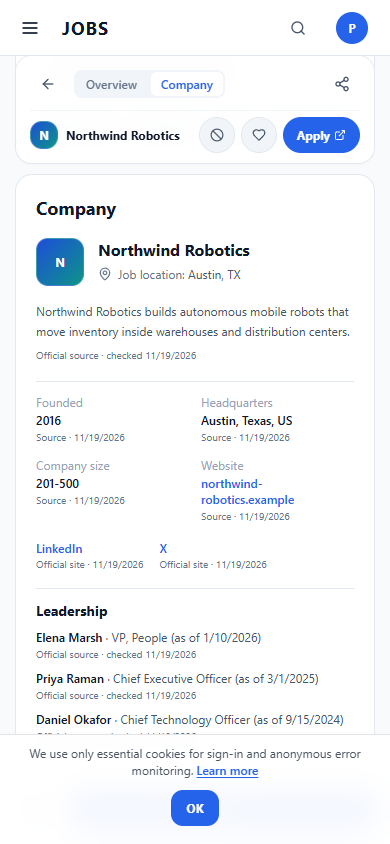 JOBS
P
Overview
Company
N
Northwind Robotics
Apply
Company
N
Northwind Robotics
Job location: Austin, TX
Northwind Robotics builds autonomous mobile robots that
move inventory inside warehouses and distribution centers.
Official source · checked 11/19/2026
Founded
2016
Source · 11/19/2026
Headquarters
Austin, Texas, US
Source · 11/19/2026
Company size
201-500
Source · 11/19/2026
Website
northwind-
robotics.example
Source · 11/19/2026
LinkedIn
Official site · 11/19/2026
X
Official site · 11/19/2026
Leadership
Elena Marsh · VP, People (as of 1/10/2026)
Official source · checked 11/19/2026
Priya Raman · Chief Executive Officer (as of 3/1/2025)
Official source · checked 11/19/2026
Daniel Okafor · Chief Technology Officer (as of 9/15/2024)
We use only essential cookies for sign-in and anonymous error
monitoring. Learn more
OK